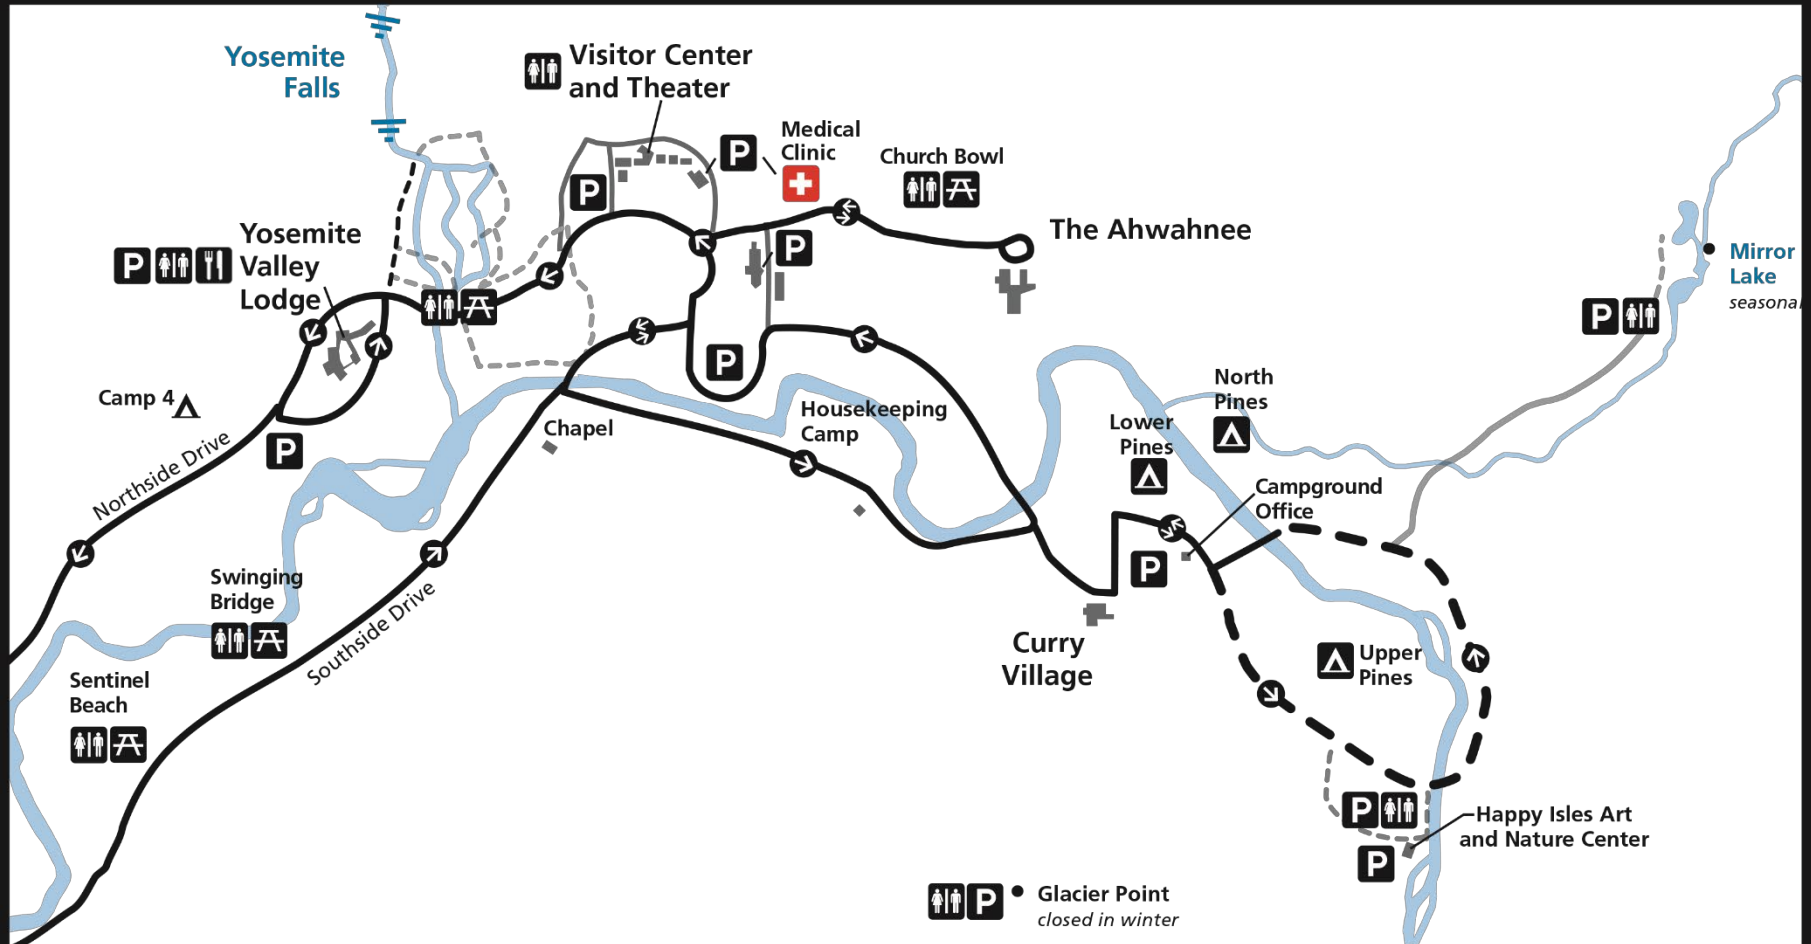 Yosemite
Falls
Visitor Center
and Theater
P
Medical
Clinic
Church Bowl
P
The Ahwahnee
P
Yosemite
Valley
Lodge
P
Mirror
Lake
seasonal
P
P
Camp 4
P
Northside Drive
Chapel
Housekeeping
Camp
North
Pines
Lower
Pines
Campground
Office
P
Swinging
Bridge
Southside Drive
Sentinel
Beach
Curry
Village
Upper
Pines
P
Happy Isles Art
and Nature Center
P
P
Glacier Point
closed in winter